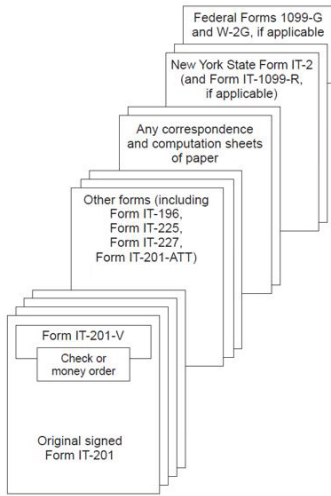 Federal Forms 1099-G
and W-2G, if applicable
New York State Form IT-2
(and Form IT-1099-R,
if applicable)
Any correspondence
and computation sheets
of paper
Other forms (including
Form IT-196,
Form IT-225,
Form IT-227,
Form IT-201-ATT)
Form IT-201-V
Check or
money order
Original signed
Form IT-201